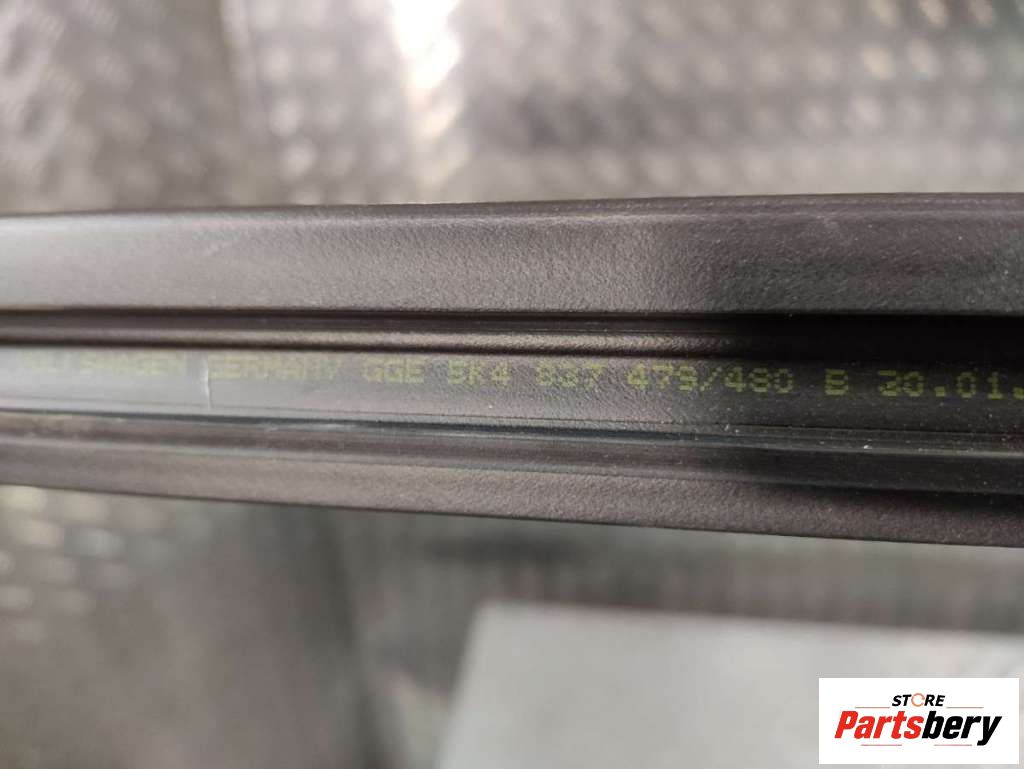 VOLKSWAGEN GERMANY GGE 5K4 837 479/480 B 20.01.
STORE
Partsbery